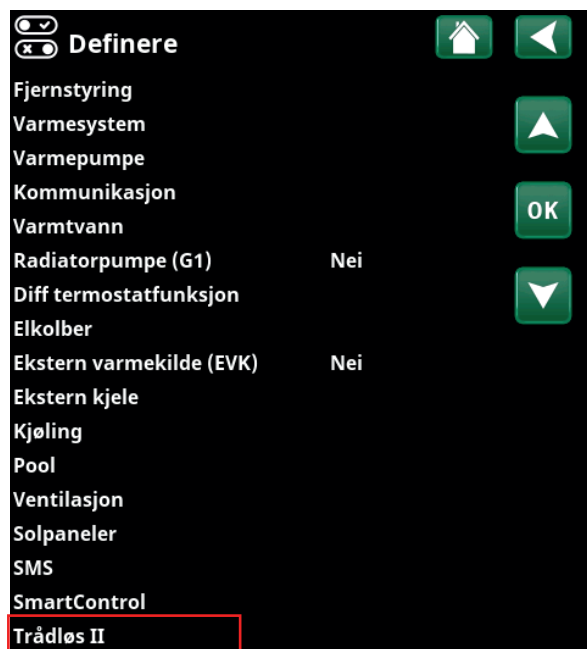 Definere
Fjernstyring
Varmesystem
Varmepumpe
Kommunikasjon
Varmtvann
OK
Radiatorpumpe (G1) Nei
Diff termostatfunksjon
Elkolber
Ekstern varmekilde (EVK) Nei
Ekstern kjele
Kjøling
Pool
Ventilasjon
Solpaneler
SMS
SmartControl
Trådløs II